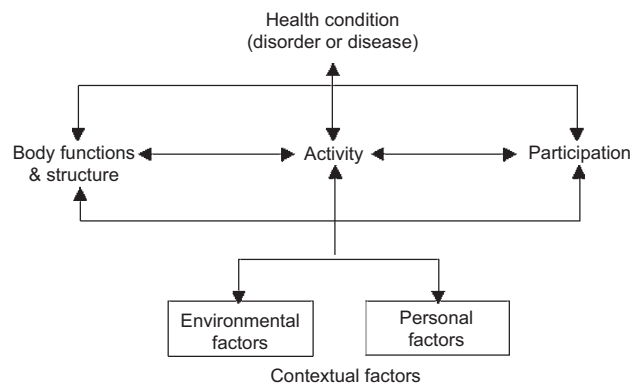 Health condition
(disorder or disease)
Body functions
& structure
Activity
Participation
Environmental
factors
Personal
factors
Contextual factors